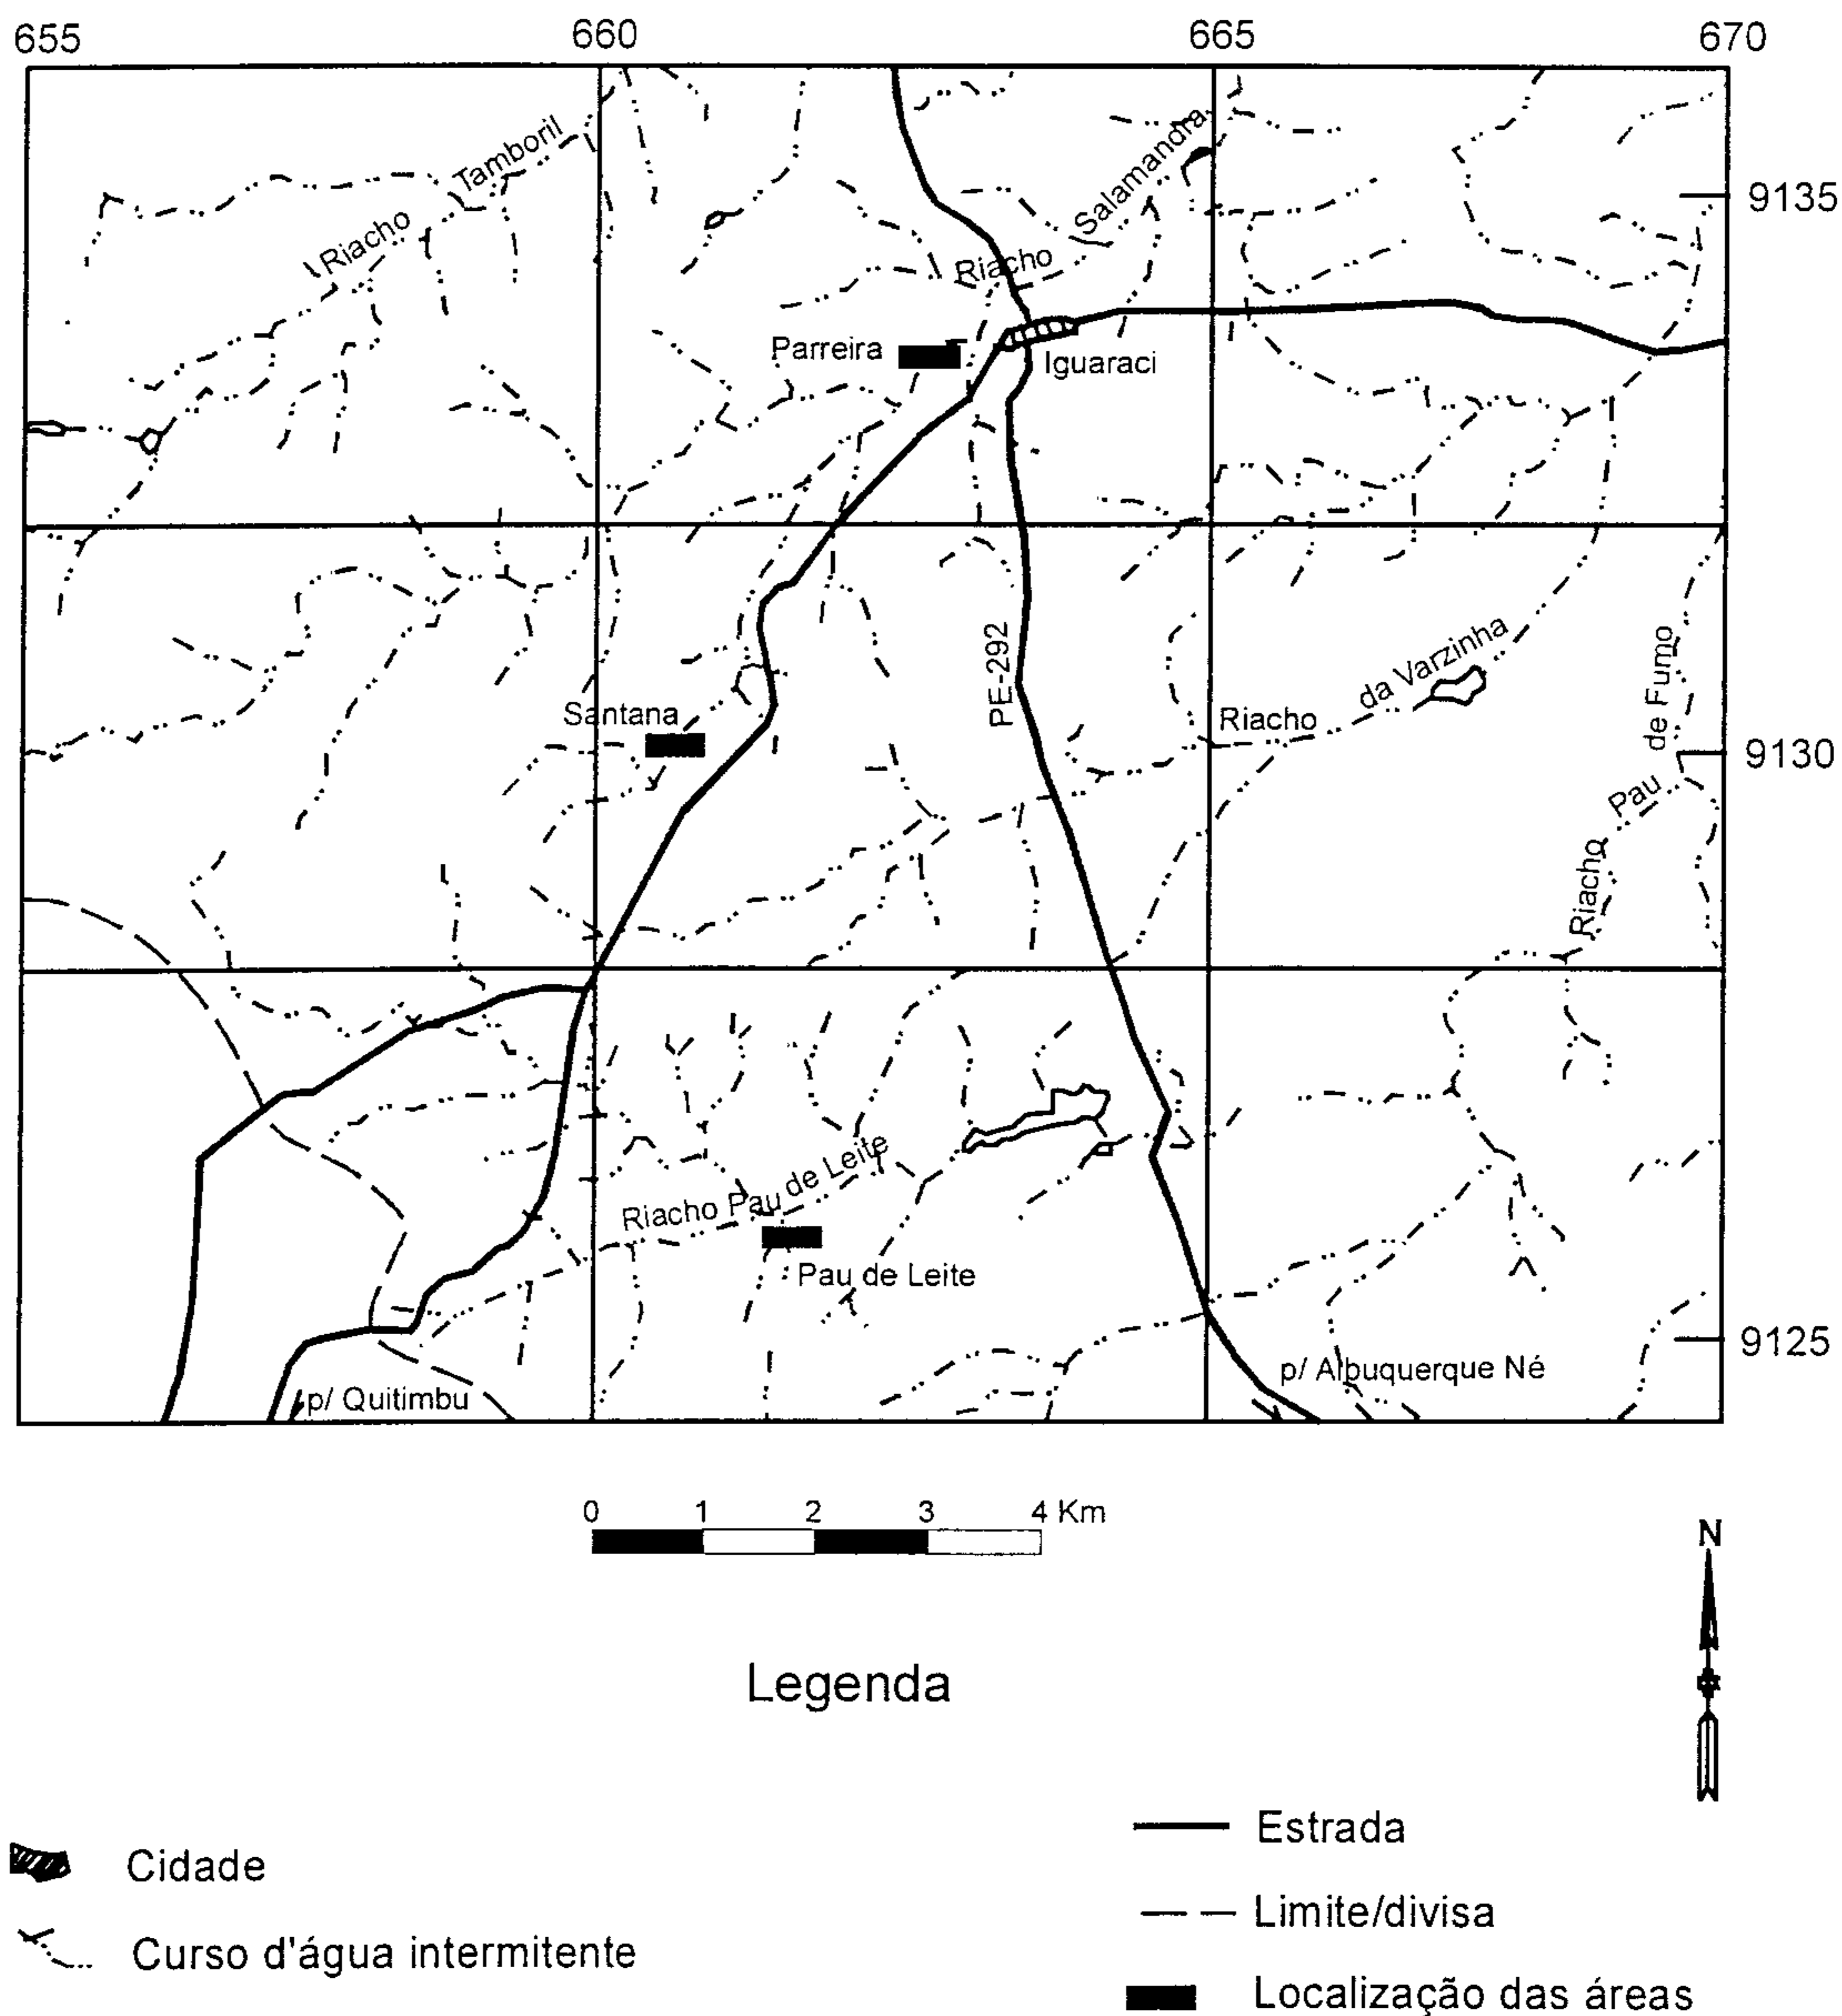 655 660 665 670
Riacho Tamboril
Riacho Salamandra
9135
Parreira
Iguaraci
PE-292
Santana
Riacho da Varzinha
9130
Riacho Pau de Fumo
Riacho Pau de Leite
Pau de Leite
9125
p/ Albuquerque Né
p/ Quitimbu
0 1 2 3 4 Km
N
Legenda
Cidade
Curso d'água intermitente
Estrada
Limite/divisa
Localização das áreas